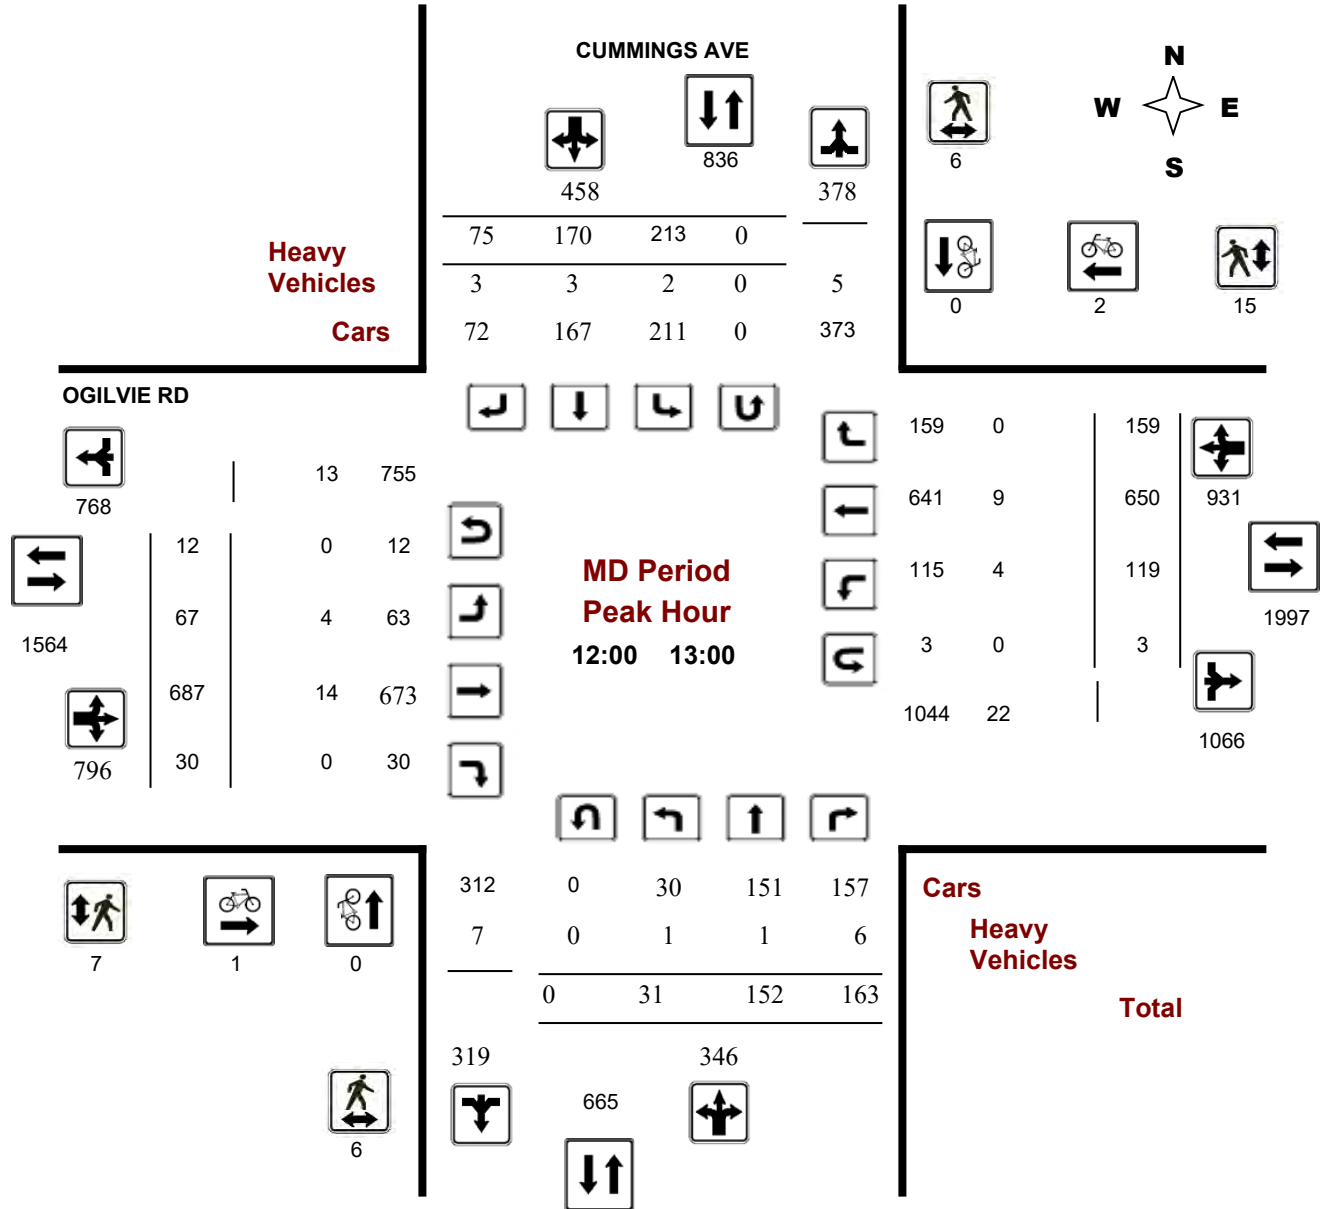 CUMMINGS AVE
N
W E
S
836
6
458 378
75 170 213 0
Heavy
Vehicles 3 3 2 0 5
0 2 15
Cars 72 167 211 0 373
OGILVIE RD
159 0 159
13 755
768
641 9 650 931
12 0 12
MD Period
115 4 119
Peak Hour
67 4 63
1997
1564
12:00 13:00
3 0 3
687 14 673
1044 22
1066
796 30 0 30
312 0 30 151 157 Cars
7 0 1 1 6 Heavy
Vehicles
7 1 0
0 31 152 163
Total
319 346
665
6